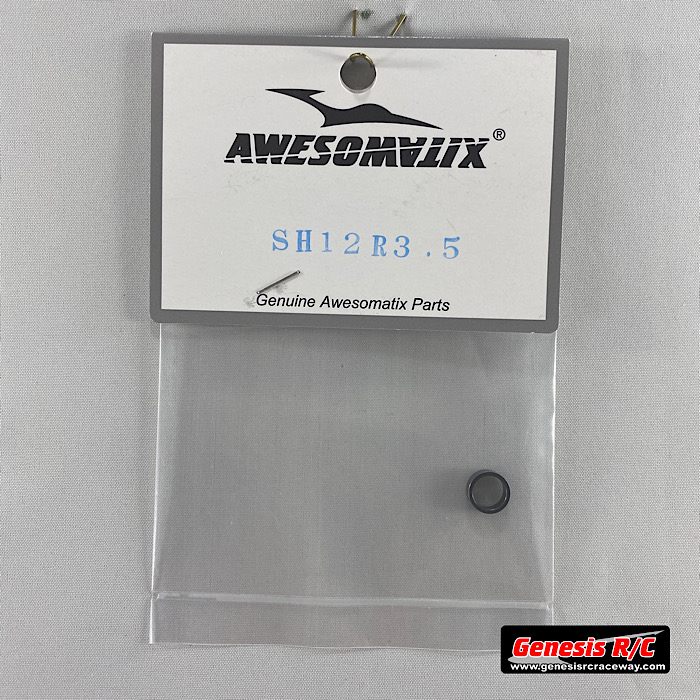 AWESOMATIX®
SH12R3.5
Genuine Awesomatix Parts
Genesis R/C
www.genesisrcraceway.com